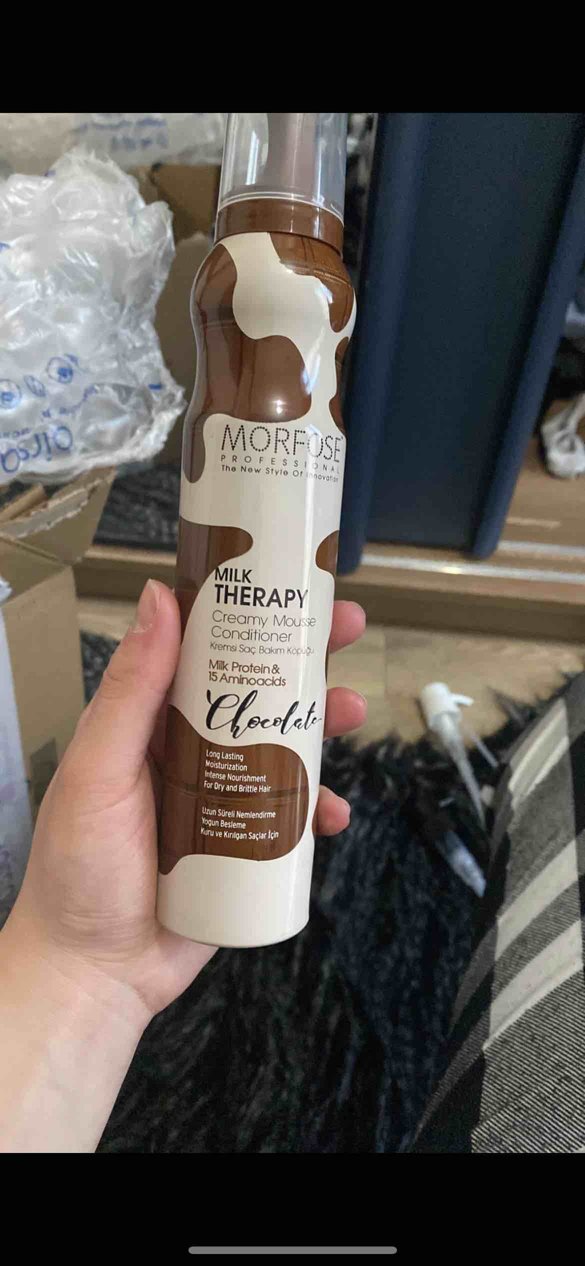 MORFOSE
PROFESSIONAL
The New Style Of Innovation
MILK
THERAPY
Creamy Mousse
Conditioner
Kremsi Saç Bakım Köpüğü
Milk Protein &
15 Aminoacids
Chocolate
Long Lasting
Moisturization
Intense Nourishment
For Dry and Brittle Hair
Uzun Süreli Nemlendirme
Yoğun Besleme
Kuru ve Kırılgan Saçlar İçin